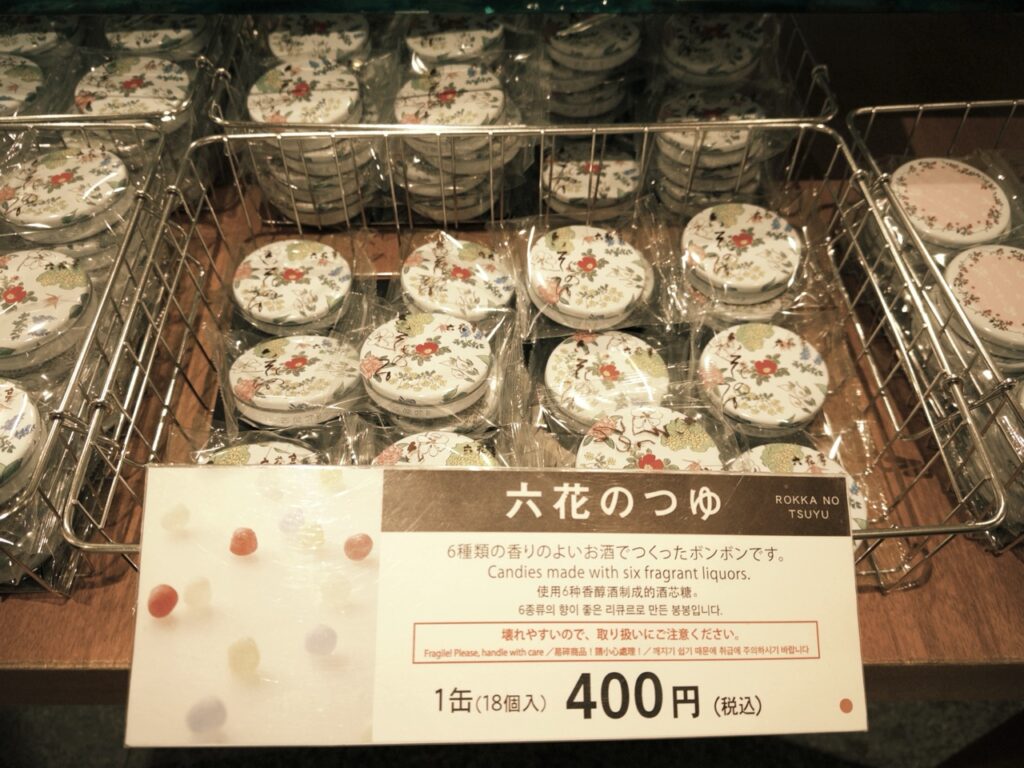 六花のつゆ
ROKKA NO
TSUYU
6種類の香りのよいお酒でつくったボンボンです。
Candies made with six fragrant liquors.
使用6种香醇酒制成的酒芯糖。
6종류의 향이 좋은 리큐르로 만든 봉봉입니다.
壊れやすいので、取り扱いにご注意ください。
Fragile! Please, handle with care ／易碎商品！請小心處理！／ 깨지기 쉽기 때문에 취급에 주의하시기 바랍니다
1缶(18個入) 400円 (税込)